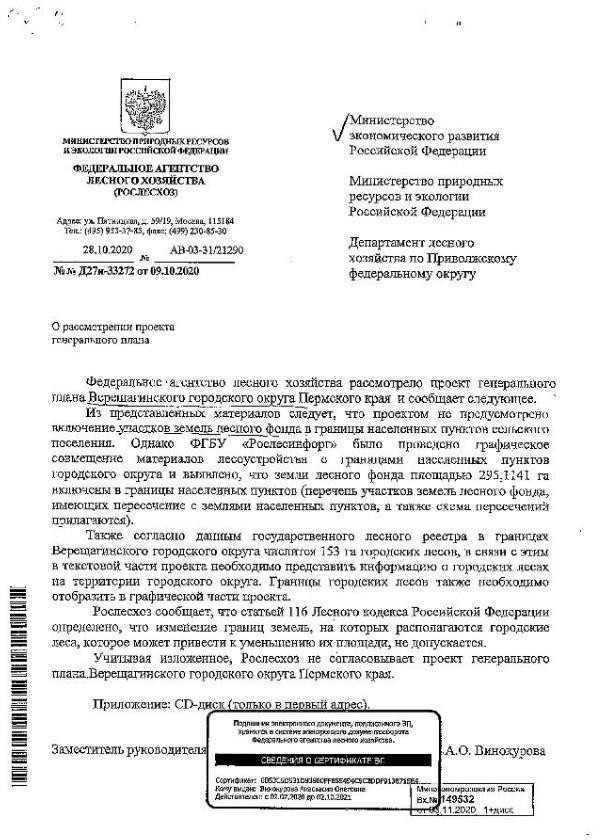 МИНИСТЕРСТВО ПРИРОДНЫХ РЕСУРСОВ
И ЭКОЛОГИИ РОССИЙСКОЙ ФЕДЕРАЦИИ
ФЕДЕРАЛЬНОЕ АГЕНТСТВО
ЛЕСНОГО ХОЗЯЙСТВА
(РОСЛЕСХОЗ)
Адрес: ул. Пятницкая, д. 59/19, Москва, 115184
Тел.: (495) 953-37-85, факс: (499) 230-85-30
28.10.2020 № АВ-03-31/21290
№ № Д27и-33272 от 09.10.2020
Министерство
экономического развития
Российской Федерации
Министерство природных
ресурсов и экологии
Российской Федерации
Департамент лесного
хозяйства по Приволжскому
федеральному округу
О рассмотрении проекта
генерального плана
Федеральное агентство лесного хозяйства рассмотрело проект генерального
плана Верещагинского городского округа Пермского края и сообщает следующее.
Из представленных материалов следует, что проектом не предусмотрено
включение участков земель лесного фонда в границы населенных пунктов сельского
поселения. Однако ФГБУ «Рослесинфорг» было проведено графическое
совмещение материалов лесоустройства с границами населенных пунктов
городского округа и выявлено, что земли лесного фонда площадью 295,1141 га
включены в границы населенных пунктов (перечень участков земель лесного фонда,
имеющих пересечение с землями населенных пунктов, а также схема пересечений
прилагаются).
Также согласно данным государственного лесного реестра в границах
Верещагинского городского округа числится 153 га городских лесов, в связи с этим
в текстовой части проекта необходимо представить информацию о городских лесах
на территории городского округа. Границы городских лесов также необходимо
отобразить в графической части проекта.
Рослесхоз сообщает, что статьей 116 Лесного кодекса Российской Федерации
определено, что изменение границ земель, на которых располагаются городские
леса, которое может привести к уменьшению их площади, не допускается.
Учитывая изложенное, Рослесхоз не согласовывает проект генерального
плана Верещагинского городского округа Пермского края.
Приложение: CD-диск (только в первый адрес).
Подлинник электронного документа, подписанного ЭП,
хранится в системе электронного документооборота
Федерального агентства лесного хозяйства.
СВЕДЕНИЯ О СЕРТИФИКАТЕ ЭП
Сертификат:
Кому выдан: Винокурова Анастасия Олеговна
Действителен: с 02.07.2020 до 02.10.2021
Заместитель руководителя А.О. Винокурова
Минэкономразвития России
Вх.№ 149532
от 03.11.2020 1+диск